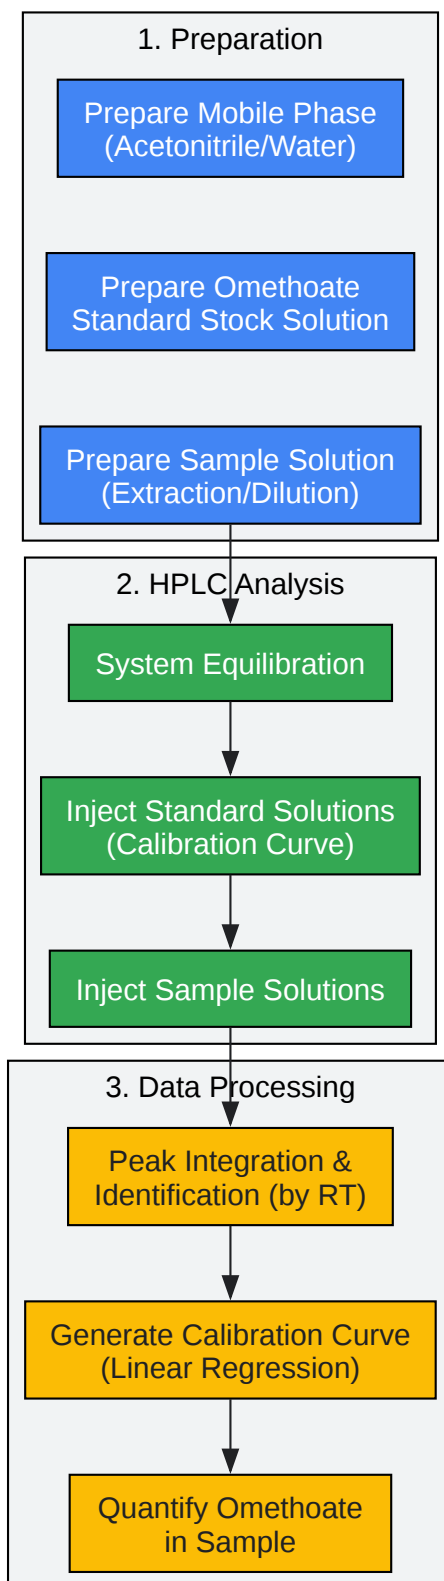 1. Preparation
Prepare Mobile Phase
(Acetonitrile/Water)
Prepare Omethoate
Standard Stock Solution
Prepare Sample Solution
(Extraction/Dilution)
2. HPLC Analysis
System Equilibration
Inject Standard Solutions
(Calibration Curve)
Inject Sample Solutions
3. Data Processing
Peak Integration &
Identification (by RT)
Generate Calibration Curve
(Linear Regression)
Quantify Omethoate
in Sample